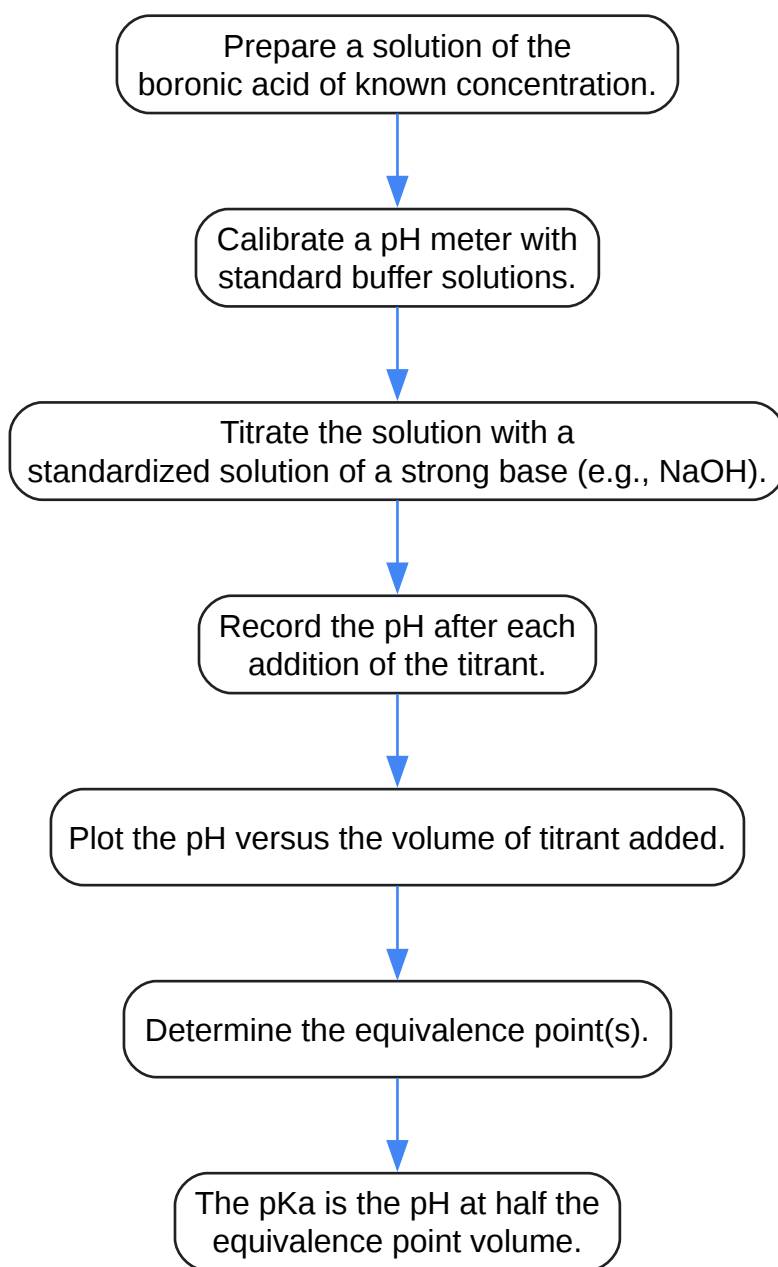 Prepare a solution of the
boronic acid of known concentration.
Calibrate a pH meter with
standard buffer solutions.
Titrate the solution with a
standardized solution of a strong base (e.g., NaOH).
Record the pH after each
addition of the titrant.
Plot the pH versus the volume of titrant added.
Determine the equivalence point(s).
The pKa is the pH at half the
equivalence point volume.